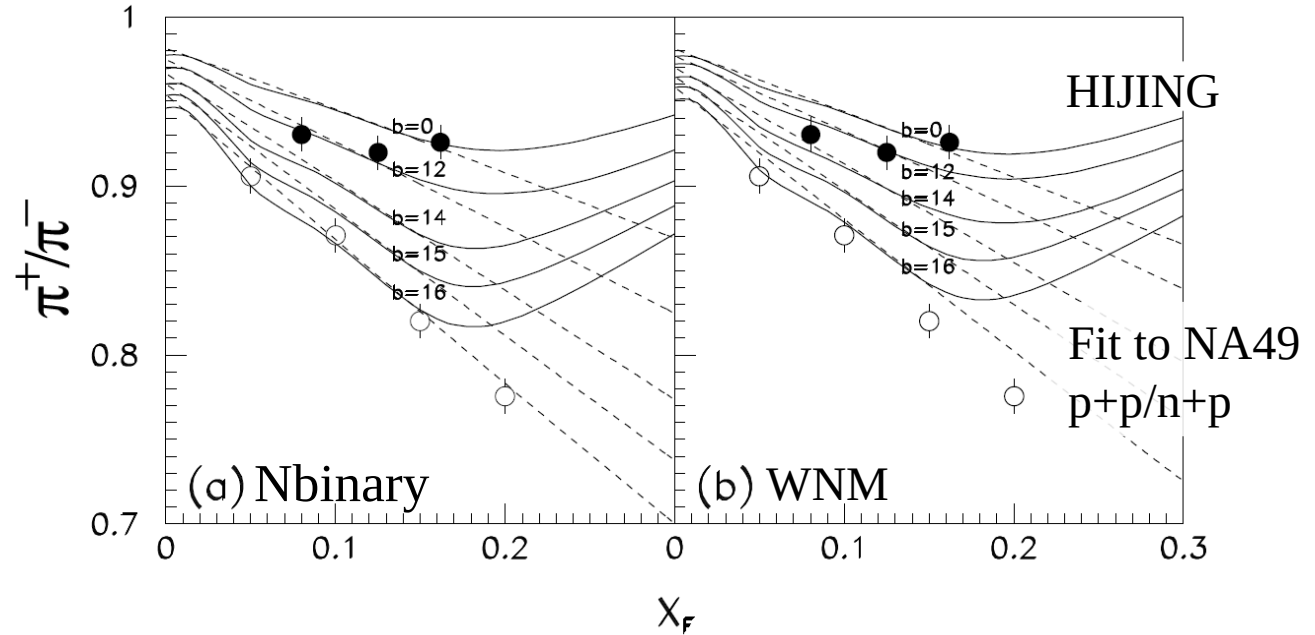 1
0.9
0.8
0.7
π⁺/π⁻
b=0
b=12
b=14
b=15
b=16
(a) Nbinary
b=0
b=12
b=14
b=15
b=16
(b) WNM
HIJING
Fit to NA49
p+p/n+p
0 0.1 0.2 0 0.1 0.2 0.3
X_F